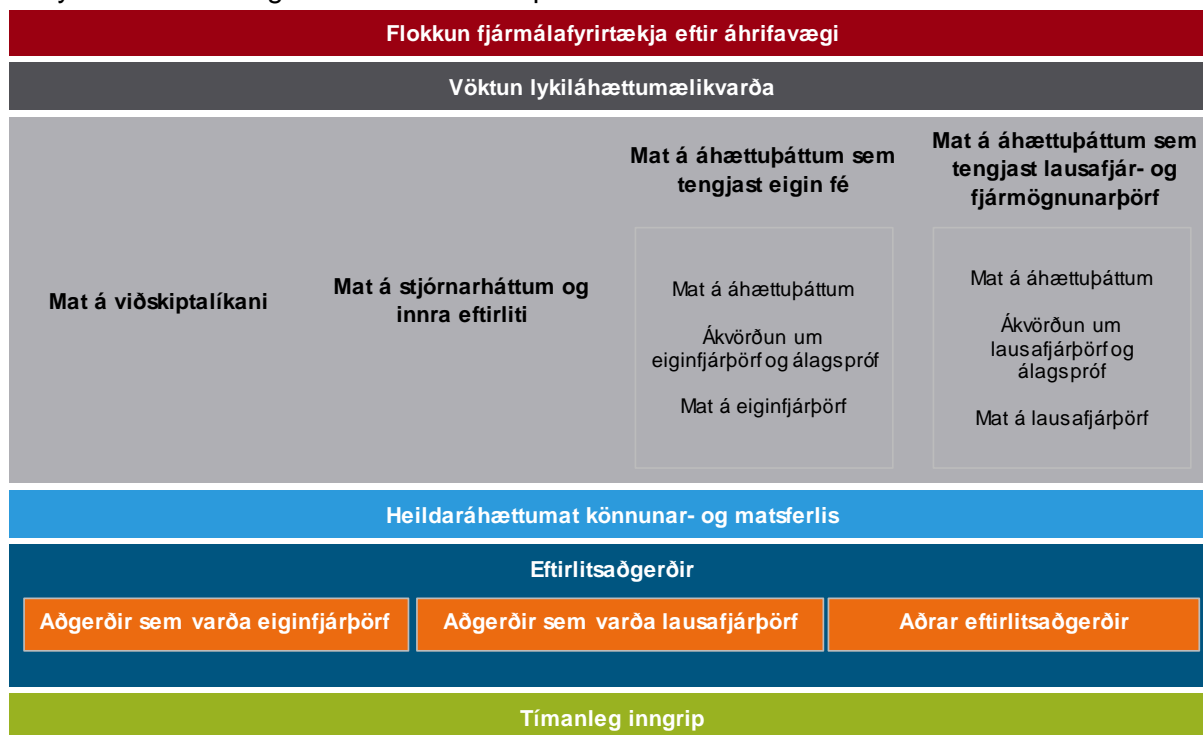 Flokkun fjármálafyrirtækja eftir áhrifavægi
Vöktun lykiláhættumælikvarða
Mat á viðskiptalíkani
Mat á stjórnarháttum og
innra eftirliti
Mat á áhættuþáttum sem
tengjast eigin fé
Mat á áhættuþáttum
Ákvörðun um
eiginfjárþörf og álagspróf
Mat á eiginfjárþörf
Mat á áhættuþáttum sem
tengjast lausafjár- og
fjármögnunarþörf
Mat á áhættuþáttum
Ákvörðun um
lausafjárþörf og
álagspróf
Mat á lausafjárþörf
Heildaráhættumat könnunar- og matsferlis
Eftirlitsaðgerðir
Aðgerðir sem varða eiginfjárþörf
Aðgerðir sem varða lausafjárþörf
Aðrar eftirlitsaðgerðir
Tímanleg inngrip